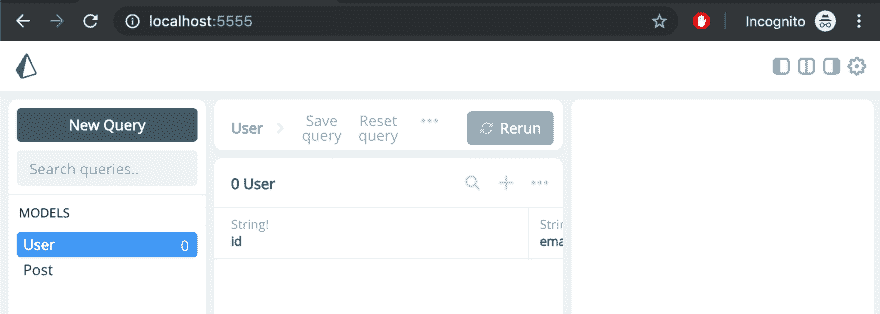 localhost:5555
Incognito
New Query
Search queries..
MODELS
User 0
Post
User
Save query
Reset query
Rerun
0 User
String!
id
Strin
ema